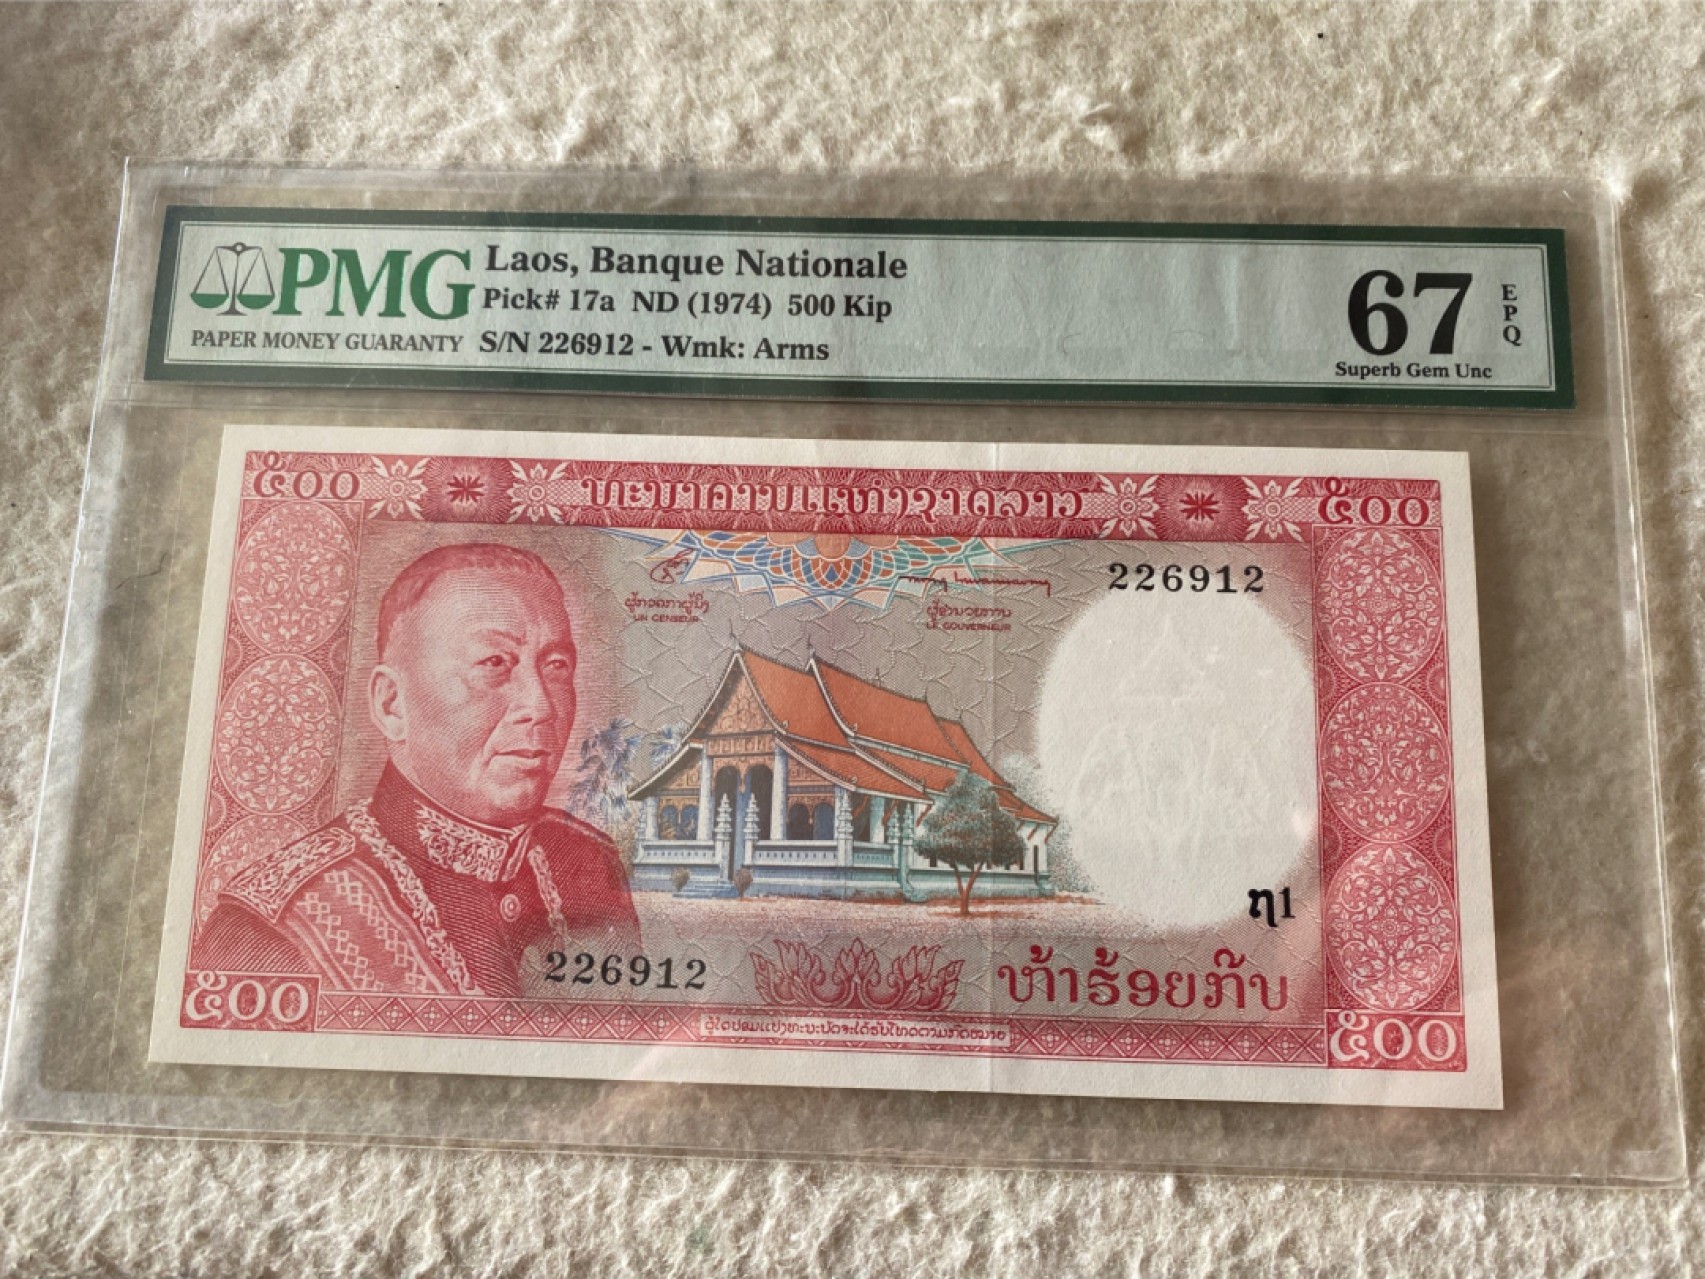 PMG
PAPER MONEY GUARANTY
Laos, Banque Nationale
Pick# 17a ND (1974) 500 Kip
S/N 226912 - Wmk: Arms
67
EPQ
Superb Gem Unc
໕໐໐ ທະນາຄານແຫ່ງຊາດລາວ ໕໐໐
226912
UN CENSEUR
LE GOUVERNEUR
ໆ1
226912
ຫ້າຮ້ອຍກີບ
໕໐໐ ໕໐໐